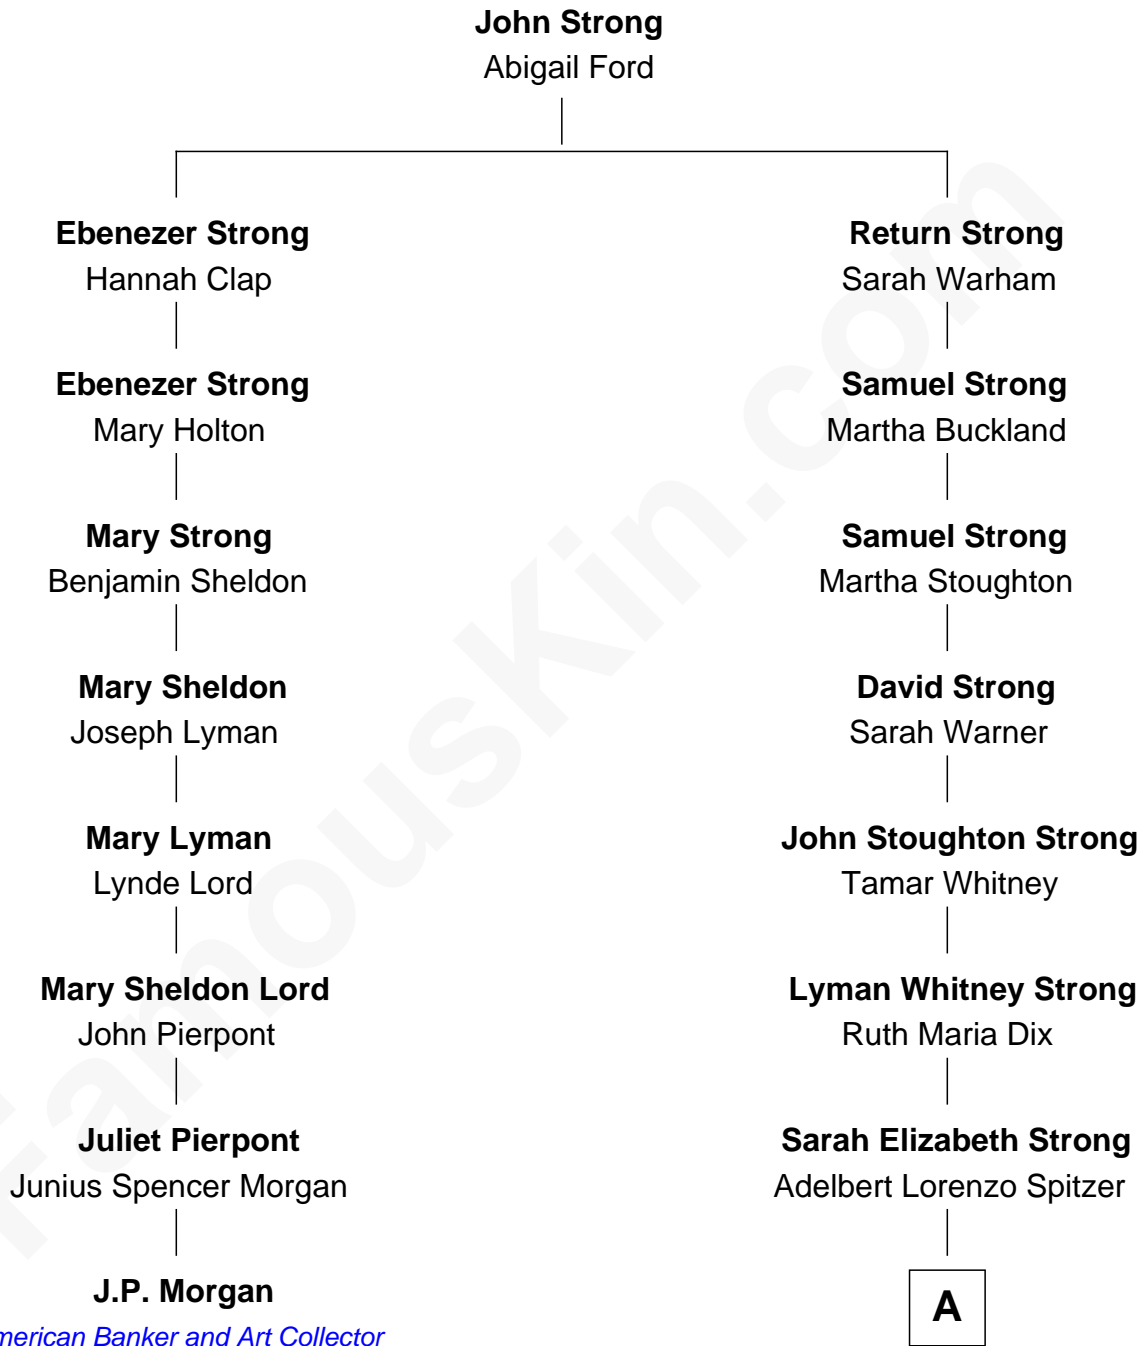 John Strong
Abigail Ford
Ebenezer Strong
Hannah Clap
Return Strong
Sarah Warham
Ebenezer Strong
Mary Holton
Samuel Strong
Martha Buckland
Mary Strong
Benjamin Sheldon
Samuel Strong
Martha Stoughton
Mary Sheldon
Joseph Lyman
David Strong
Sarah Warner
Mary Lyman
Lynde Lord
John Stoughton Strong
Tamar Whitney
Mary Sheldon Lord
John Pierpont
Lyman Whitney Strong
Ruth Maria Dix
Juliet Pierpont
Junius Spencer Morgan
Sarah Elizabeth Strong
Adelbert Lorenzo Spitzer
J.P. Morgan
merican Banker and Art Collector
A
FamousKin.com